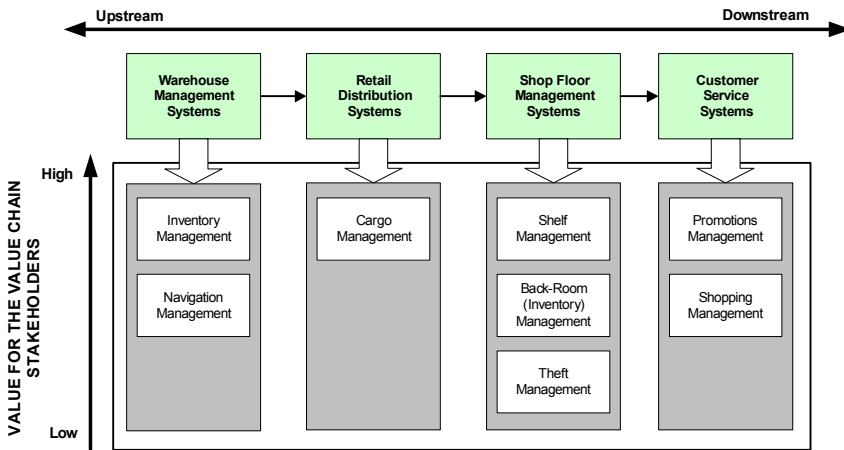 Upstream
Downstream
Warehouse
Management
Systems
Retail
Distribution
Systems
Shop Floor
Management
Systems
Customer
Service
Systems
High
VALUE FOR THE VALUE CHAIN
STAKEHOLDERS
Low
Inventory
Management
Navigation
Management
Cargo
Management
Shelf
Management
Back-Room
(Inventory)
Management
Theft
Management
Promotions
Management
Shopping
Management